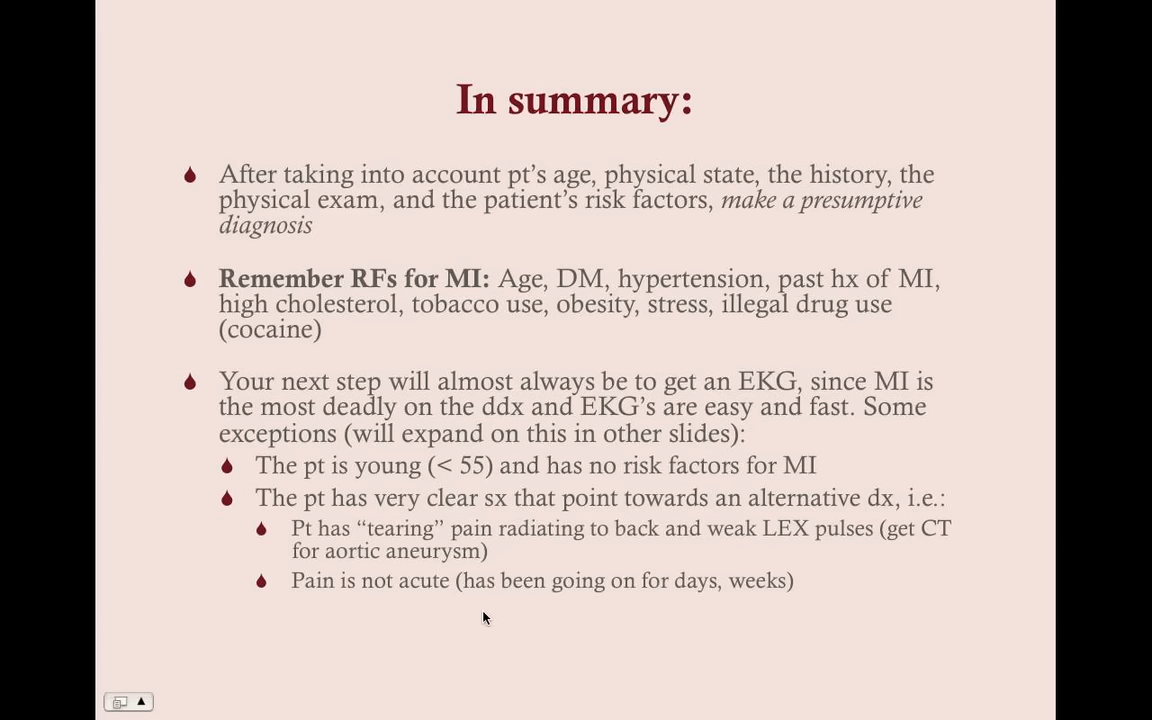 In summary:
After taking into account pt's age, physical state, the history, the
physical exam, and the patient's risk factors, make a presumptive
diagnosis
Remember RFs for MI: Age, DM, hypertension, past hx of MI,
high cholesterol, tobacco use, obesity, stress, illegal drug use
(cocaine)
Your next step will almost always be to get an EKG, since MI is
the most deadly on the ddx and EKG's are easy and fast. Some
exceptions (will expand on this in other slides):
The pt is young (< 55) and has no risk factors for MI
The pt has very clear sx that point towards an alternative dx, i.e.:
Pt has “tearing” pain radiating to back and weak LEX pulses (get CT
for aortic aneurysm)
Pain is not acute (has been going on for days, weeks)